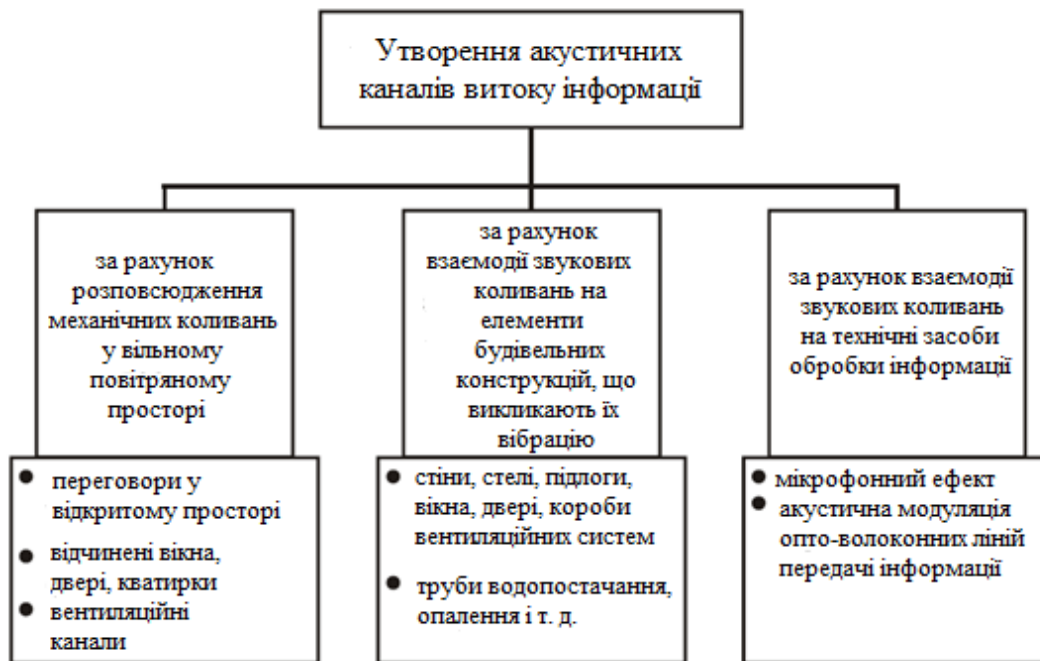 Утворення акустичних
каналів витоку інформації
за рахунок
розповсюдження
механічних коливань
у вільному
повітряному
просторі
● переговори у
відкритому просторі
● відчинені вікна,
двері, кватирки
● вентиляційні
канали
за рахунок
взаємодії звукових
коливань на
елементи
будівельних
конструкцій, що
викликають їх
вібрацію
● стіни, стелі, підлоги,
вікна, двері, короби
вентиляційних систем
● труби водопостачання,
опалення і т. д.
за рахунок взаємодії
звукових коливань
на технічні засоби
обробки інформації
● мікрофонний ефект
● акустична модуляція
опто-волоконних ліній
передачі інформації